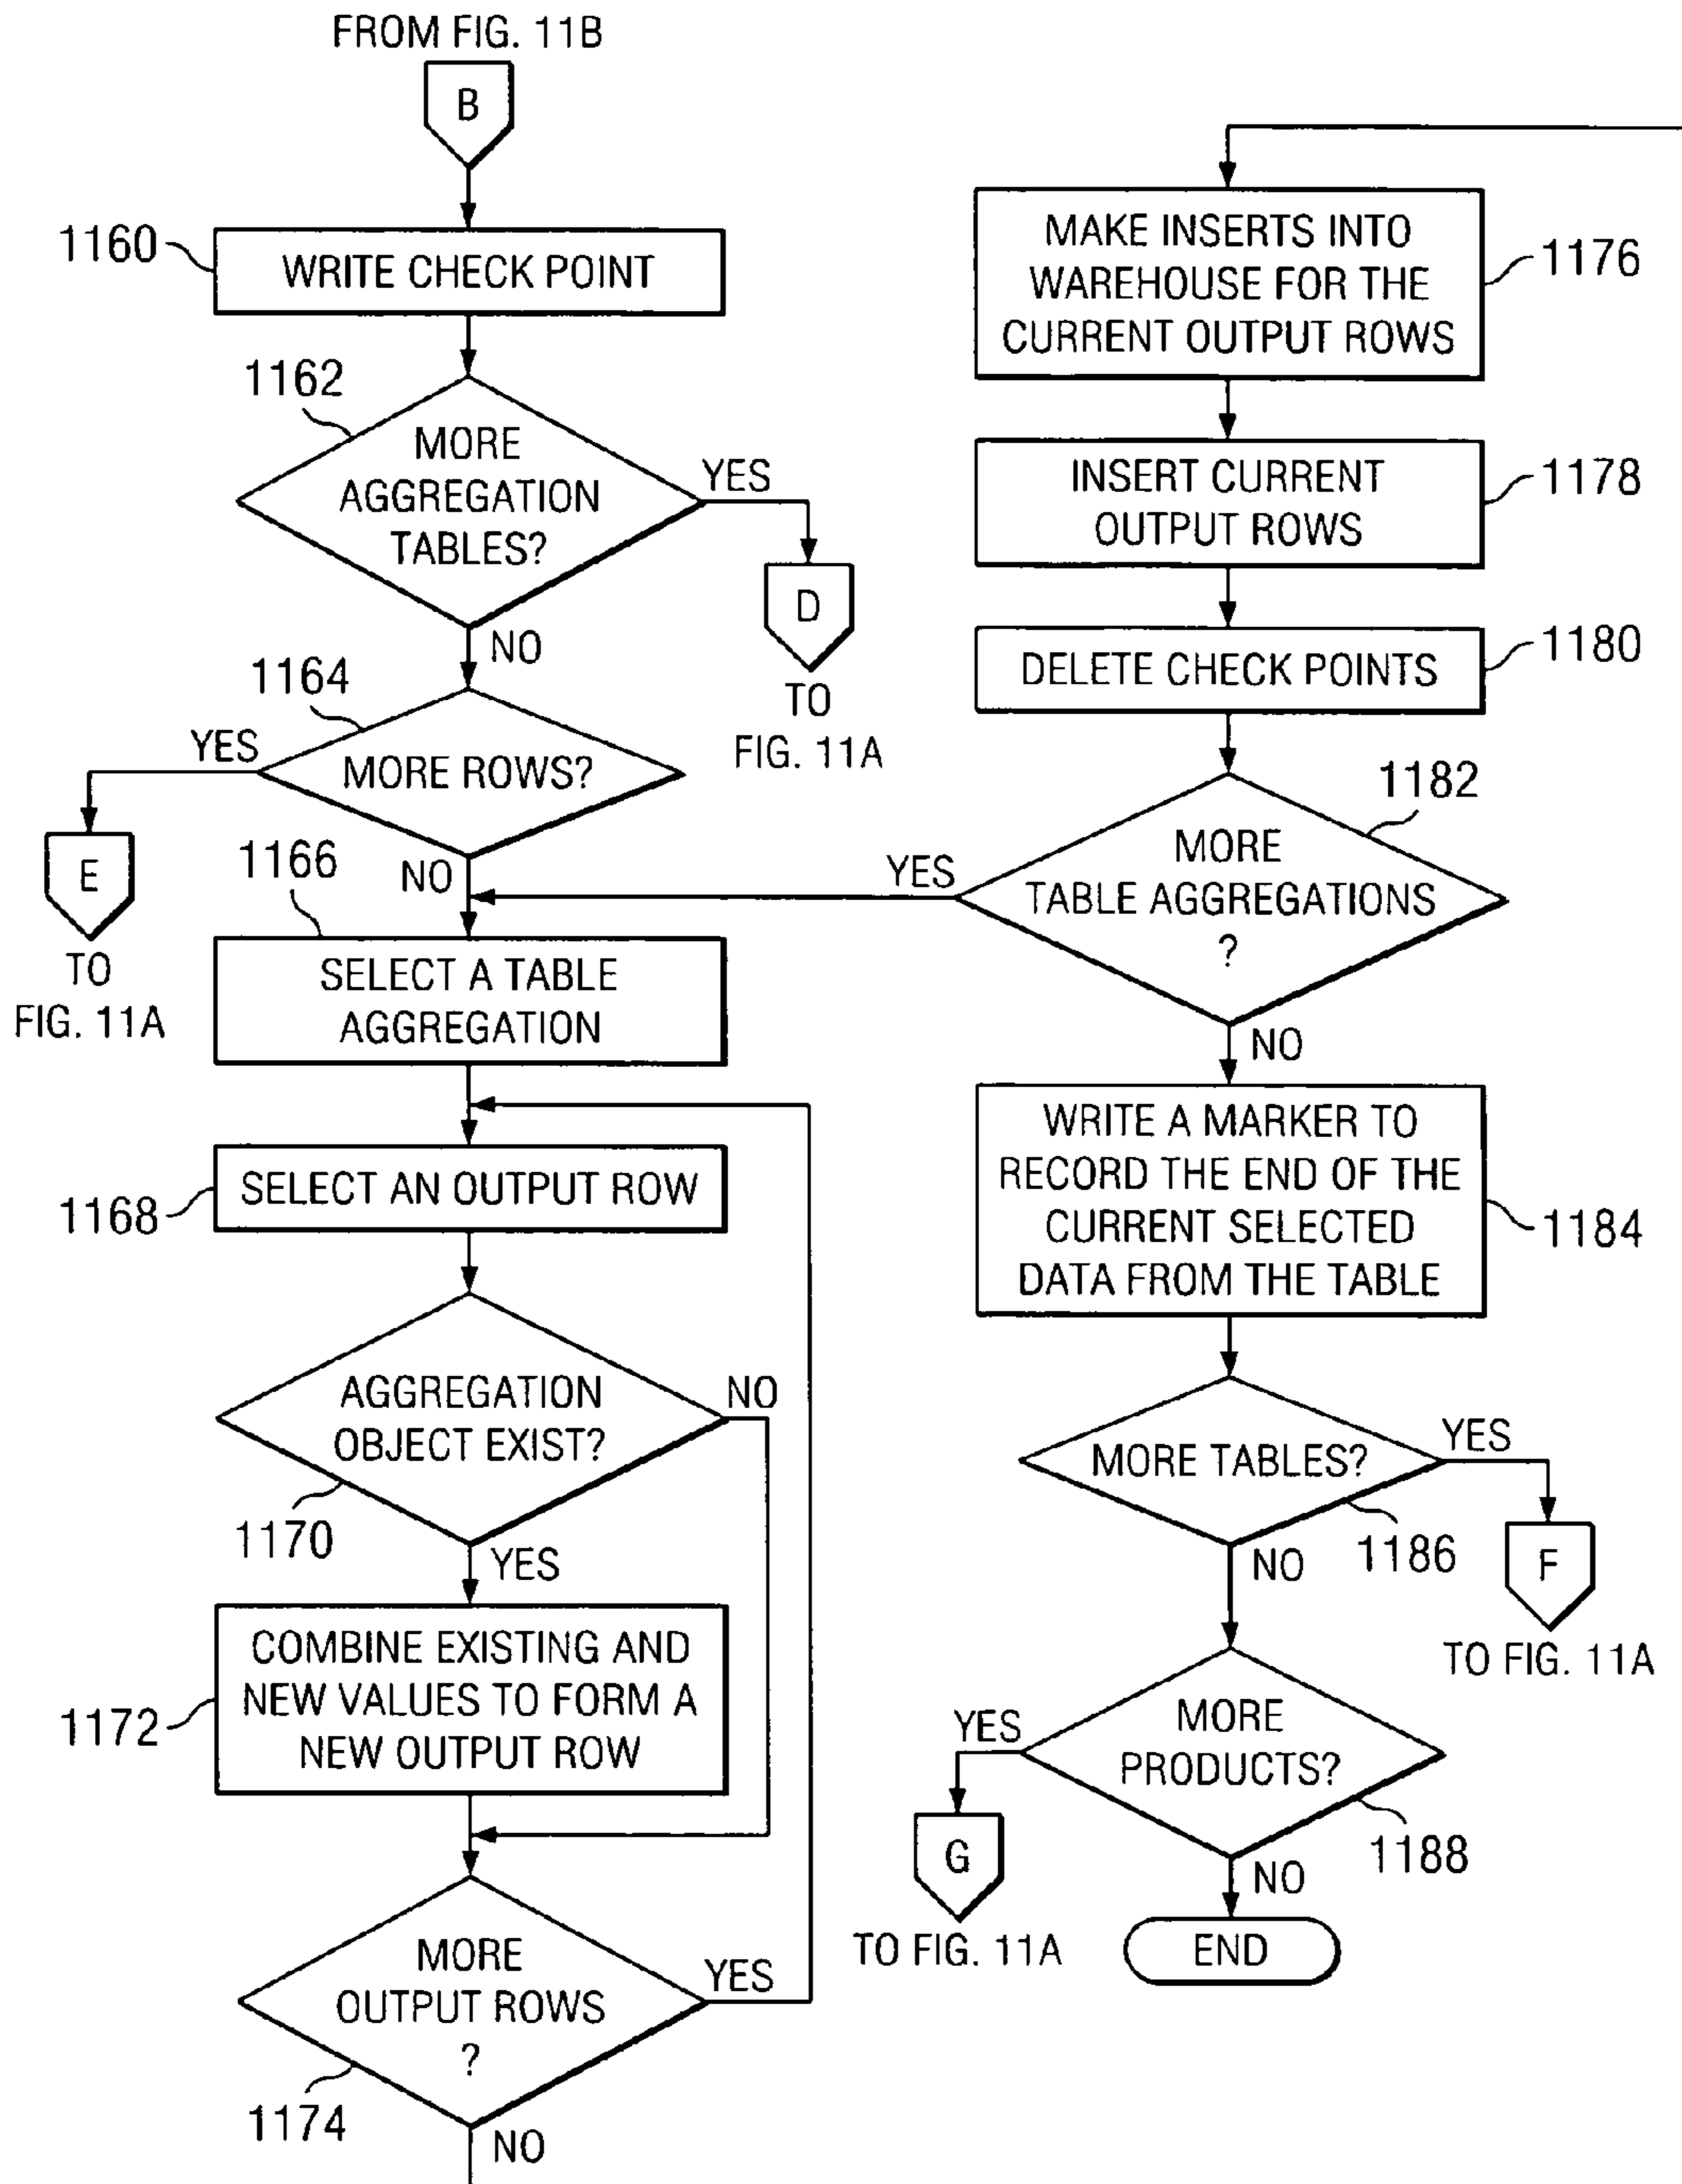 FROM FIG. 11B
B
1160
WRITE CHECK POINT
1162
MORE
AGGREGATION
TABLES?
YES
D
TO
FIG. 11A
NO
1164
YES
MORE ROWS?
E
TO
FIG. 11A
NO
1166
SELECT A TABLE
AGGREGATION
1168
SELECT AN OUTPUT ROW
AGGREGATION
OBJECT EXIST?
NO
1170
YES
1172
COMBINE EXISTING AND
NEW VALUES TO FORM A
NEW OUTPUT ROW
MORE
OUTPUT ROWS
?
YES
1174
NO
MAKE INSERTS INTO
WAREHOUSE FOR THE
CURRENT OUTPUT ROWS
1176
INSERT CURRENT
OUTPUT ROWS
1178
DELETE CHECK POINTS
1180
1182
YES
MORE
TABLE AGGREGATIONS
?
NO
WRITE A MARKER TO
RECORD THE END OF THE
CURRENT SELECTED
DATA FROM THE TABLE
1184
MORE TABLES?
YES
1186
F
TO FIG. 11A
NO
YES
MORE
PRODUCTS?
1188
G
TO FIG. 11A
NO
END